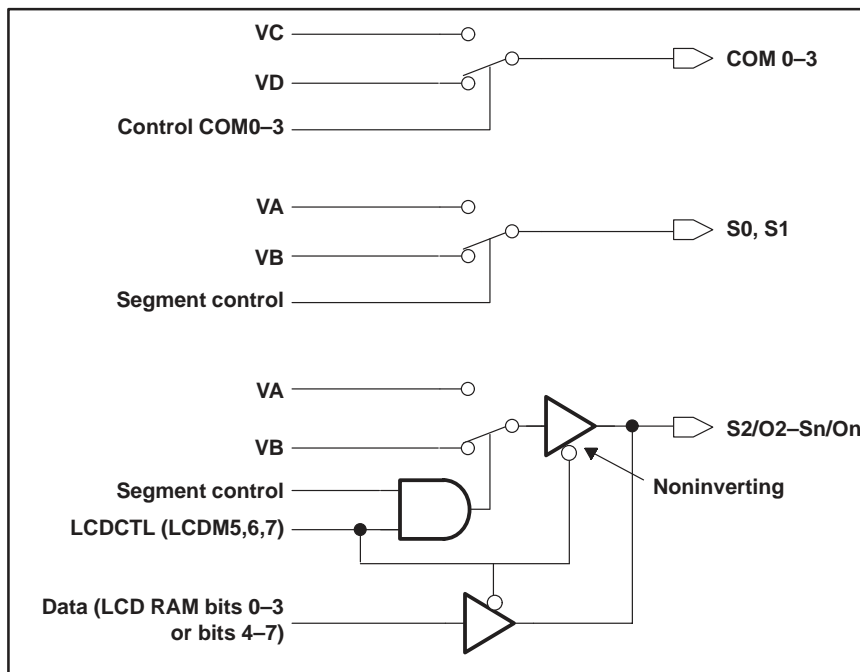 VC
COM 0–3
VD
Control COM0–3
VA
S0, S1
VB
Segment control
VA
S2/O2–Sn/On
VB
Noninverting
Segment control
LCDCTL (LCDM5,6,7)
Data (LCD RAM bits 0–3
or bits 4–7)